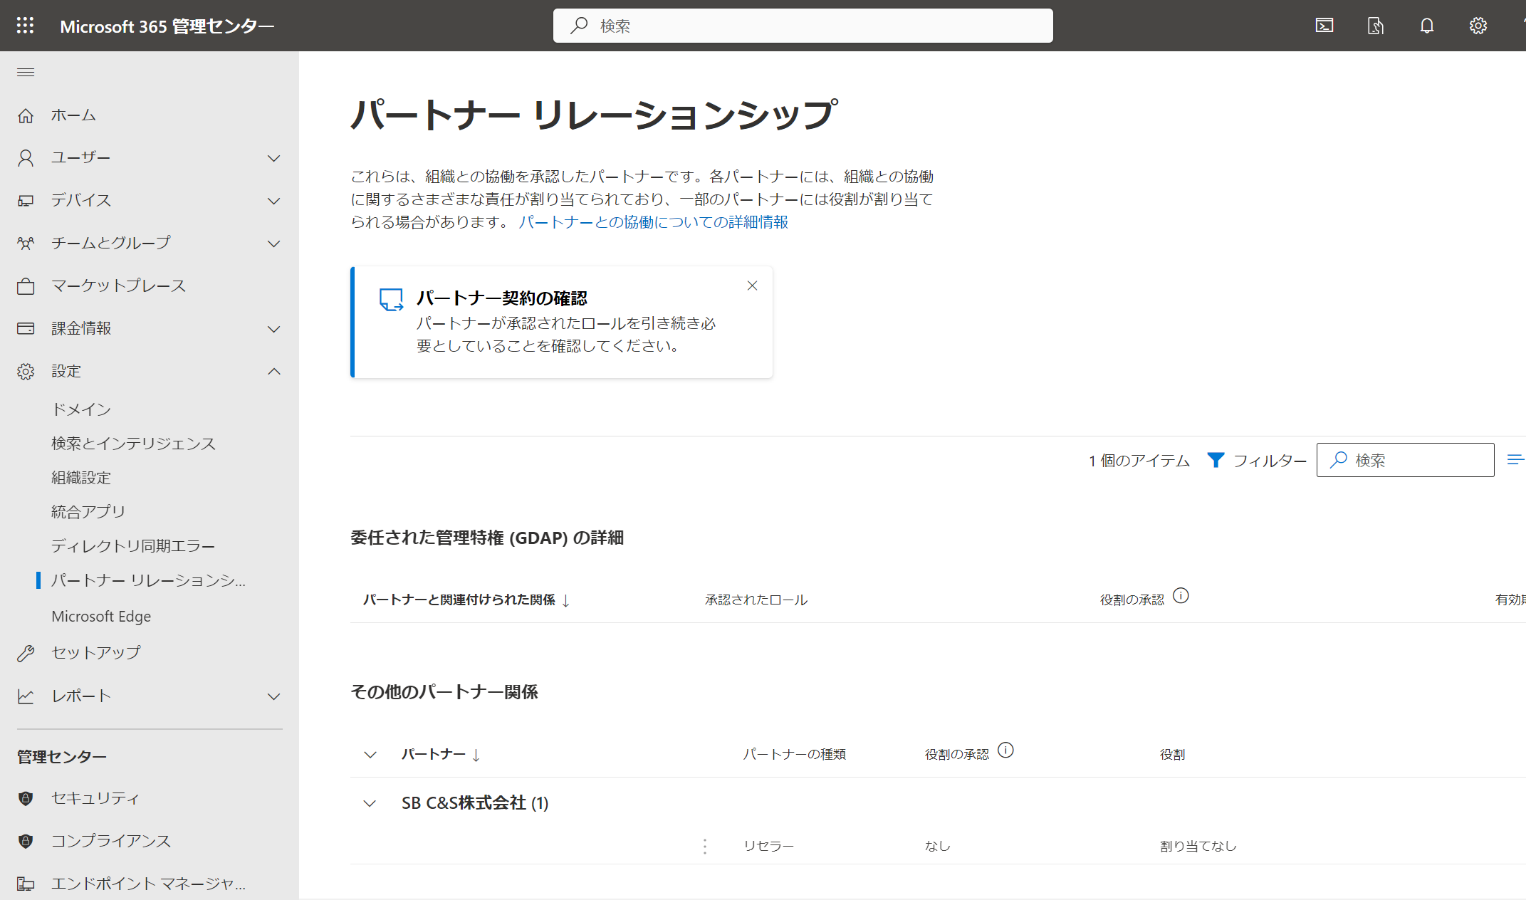 Microsoft 365 管理センター
検索
ホーム
ユーザー
デバイス
チームとグループ
マーケットプレース
課金情報
設定
ドメイン
検索とインテリジェンス
組織設定
統合アプリ
ディレクトリ同期エラー
パートナー リレーションシ...
Microsoft Edge
セットアップ
レポート
管理センター
セキュリティ
コンプライアンス
エンドポイント マネージャ...
パートナー リレーションシップ
これらは、組織との協働を承認したパートナーです。各パートナーには、組織との協働
に関するさまざまな責任が割り当てられており、一部のパートナーには役割が割り当て
られる場合があります。 パートナーとの協働についての詳細情報
パートナー契約の確認
パートナーが承認されたロールを引き続き必
要としていることを確認してください。
1 個のアイテム フィルター 検索
委任された管理特権 (GDAP) の詳細
パートナーと関連付けられた関係 ↓ 承認されたロール 役割の承認 有効
その他のパートナー関係
パートナー ↓ パートナーの種類 役割の承認 役割
SB C&S株式会社 (1)
リセラー なし 割り当てなし